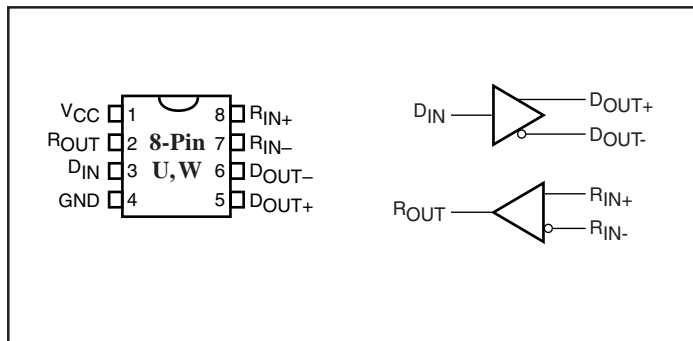 VCC 1 8 RIN+
ROUT 2 8-Pin 7 RIN–
DIN 3 U, W 6 DOUT–
GND 4 5 DOUT+
DIN
DOUT+
DOUT-
ROUT
RIN+
RIN-